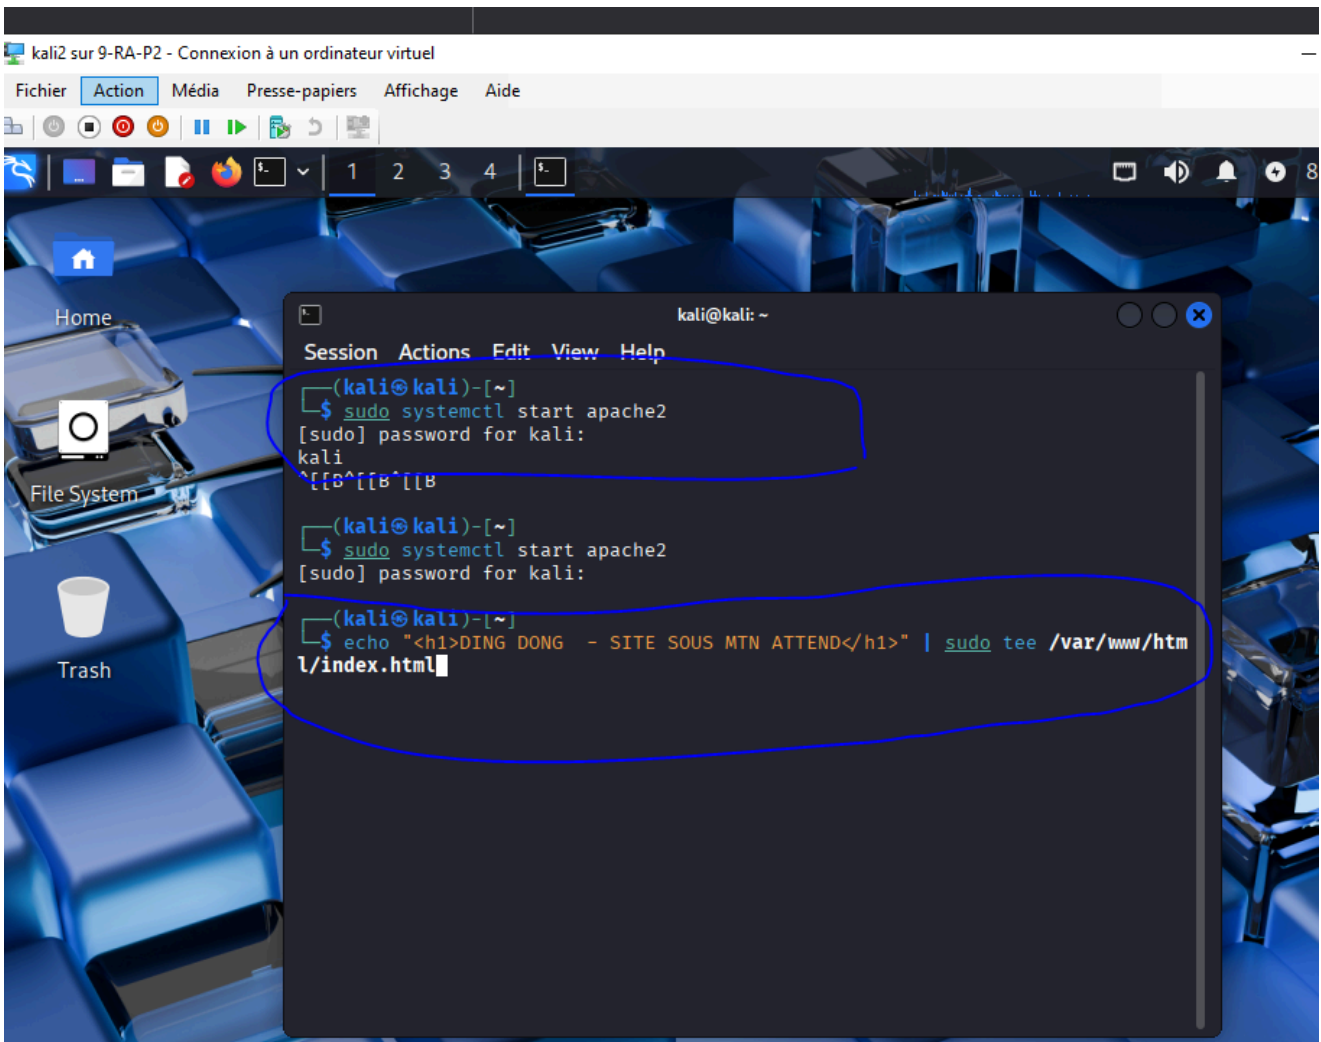 kali2 sur 9-RA-P2 - Connexion à un ordinateur virtuel
Fichier Action Média Presse-papiers Affichage Aide
1 2 3 4 8
Home
File System
Trash
kali@kali: ~
Session Actions Edit View Help
┌──(kali㉿kali)-[~]
└─$ sudo systemctl start apache2
[sudo] password for kali:
kali
^[[B^[[B^[[B
┌──(kali㉿kali)-[~]
└─$ sudo systemctl start apache2
[sudo] password for kali:
┌──(kali㉿kali)-[~]
└─$ echo "<h1>DING DONG  - SITE SOUS MTN ATTEND</h1>" | sudo tee /var/www/htm
l/index.html